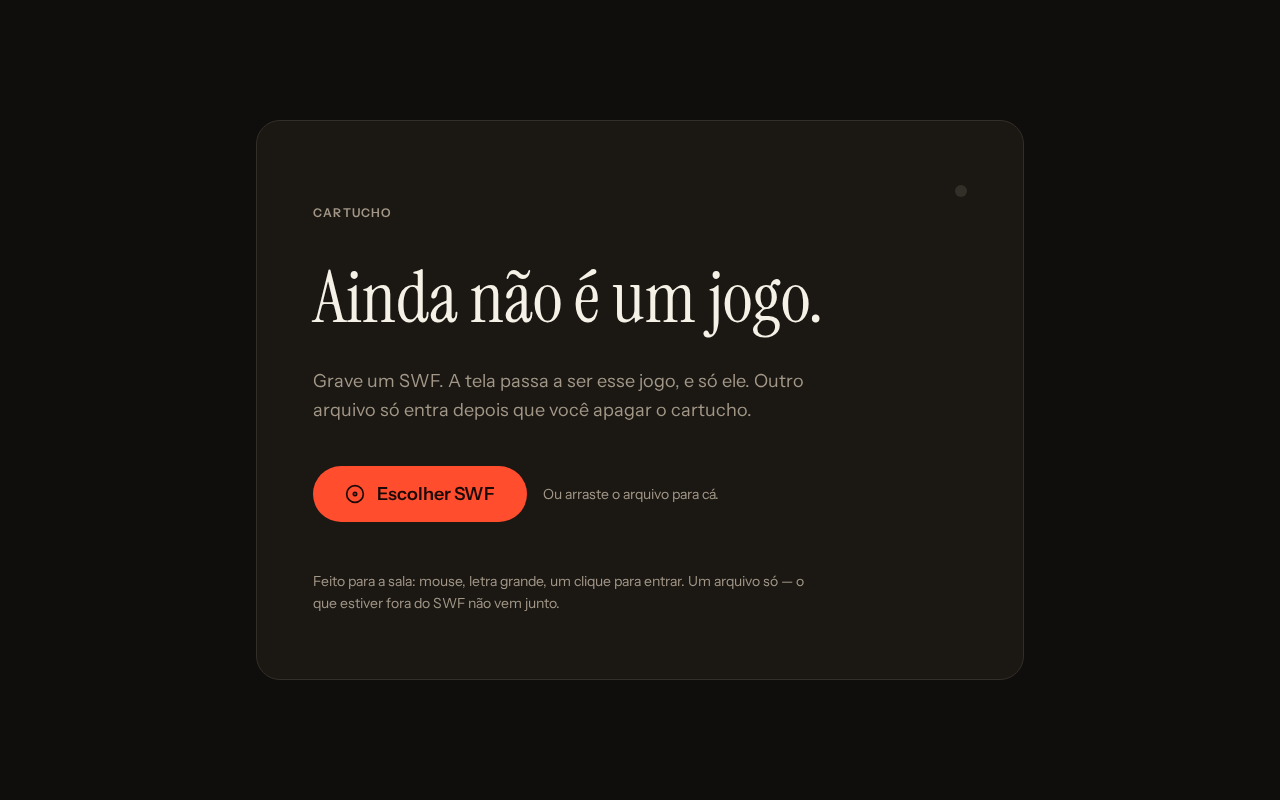 CARTUCHO
Ainda não é um jogo.
Grave um SWF. A tela passa a ser esse jogo, e só ele. Outro
arquivo só entra depois que você apagar o cartucho.
Escolher SWF
Ou arraste o arquivo para cá.
Feito para a sala: mouse, letra grande, um clique para entrar. Um arquivo só — o
que estiver fora do SWF não vem junto.